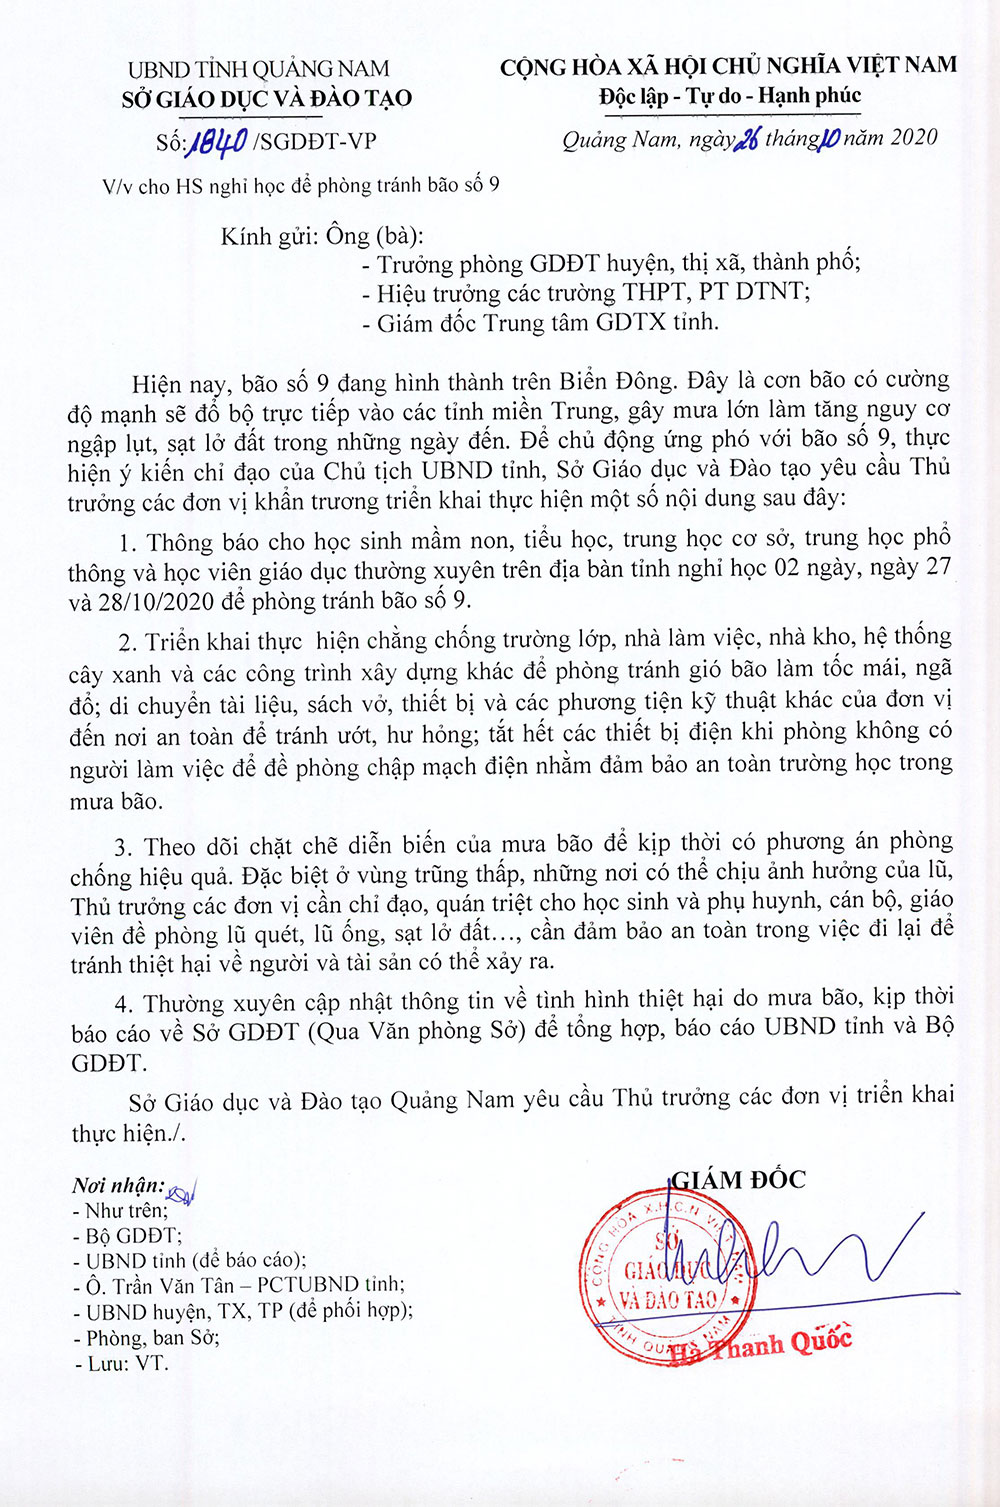 UBND TỈNH QUẢNG NAM
SỞ GIÁO DỤC VÀ ĐÀO TẠO
Số: 1840 /SGDĐT-VP
V/v cho HS nghỉ học để phòng tránh bão số 9
CỘNG HÒA XÃ HỘI CHỦ NGHĨA VIỆT NAM
Độc lập - Tự do - Hạnh phúc
Quảng Nam, ngày 26 tháng 10 năm 2020
Kính gửi: Ông (bà):
- Trưởng phòng GDĐT huyện, thị xã, thành phố;
- Hiệu trưởng các trường THPT, PT DTNT;
- Giám đốc Trung tâm GDTX tỉnh.
Hiện nay, bão số 9 đang hình thành trên Biển Đông. Đây là cơn bão có cường
độ mạnh sẽ đổ bộ trực tiếp vào các tỉnh miền Trung, gây mưa lớn làm tăng nguy cơ
ngập lụt, sạt lở đất trong những ngày đến. Để chủ động ứng phó với bão số 9, thực
hiện ý kiến chỉ đạo của Chủ tịch UBND tỉnh, Sở Giáo dục và Đào tạo yêu cầu Thủ
trưởng các đơn vị khẩn trương triển khai thực hiện một số nội dung sau đây:
1. Thông báo cho học sinh mầm non, tiểu học, trung học cơ sở, trung học phổ
thông và học viên giáo dục thường xuyên trên địa bàn tỉnh nghỉ học 02 ngày, ngày 27
và 28/10/2020 để phòng tránh bão số 9.
2. Triển khai thực hiện chằng chống trường lớp, nhà làm việc, nhà kho, hệ thống
cây xanh và các công trình xây dựng khác để phòng tránh gió bão làm tốc mái, ngã
đổ; di chuyển tài liệu, sách vở, thiết bị và các phương tiện kỹ thuật khác của đơn vị
đến nơi an toàn để tránh ướt, hư hỏng; tắt hết các thiết bị điện khi phòng không có
người làm việc để đề phòng chập mạch điện nhằm đảm bảo an toàn trường học trong
mưa bão.
3. Theo dõi chặt chẽ diễn biến của mưa bão để kịp thời có phương án phòng
chống hiệu quả. Đặc biệt ở vùng trũng thấp, những nơi có thể chịu ảnh hưởng của lũ,
Thủ trưởng các đơn vị cần chỉ đạo, quán triệt cho học sinh và phụ huynh, cán bộ, giáo
viên đề phòng lũ quét, lũ ống, sạt lở đất…, cần đảm bảo an toàn trong việc đi lại để
tránh thiệt hại về người và tài sản có thể xảy ra.
4. Thường xuyên cập nhật thông tin về tình hình thiệt hại do mưa bão, kịp thời
báo cáo về Sở GDĐT (Qua Văn phòng Sở) để tổng hợp, báo cáo UBND tỉnh và Bộ
GDĐT.
Sở Giáo dục và Đào tạo Quảng Nam yêu cầu Thủ trưởng các đơn vị triển khai
thực hiện./.
Nơi nhận:
- Như trên;
- Bộ GDĐT;
- UBND tỉnh (để báo cáo);
- Ô. Trần Văn Tân – PCTUBND tỉnh;
- UBND huyện, TX, TP (để phối hợp);
- Phòng, ban Sở;
- Lưu: VT.
GIÁM ĐỐC
CỘNG HÒA X.H.C.N VIỆT NAM
SỞ
GIÁO DỤC
VÀ ĐÀO TẠO
TỈNH QUẢNG NAM
Hà Thanh Quốc